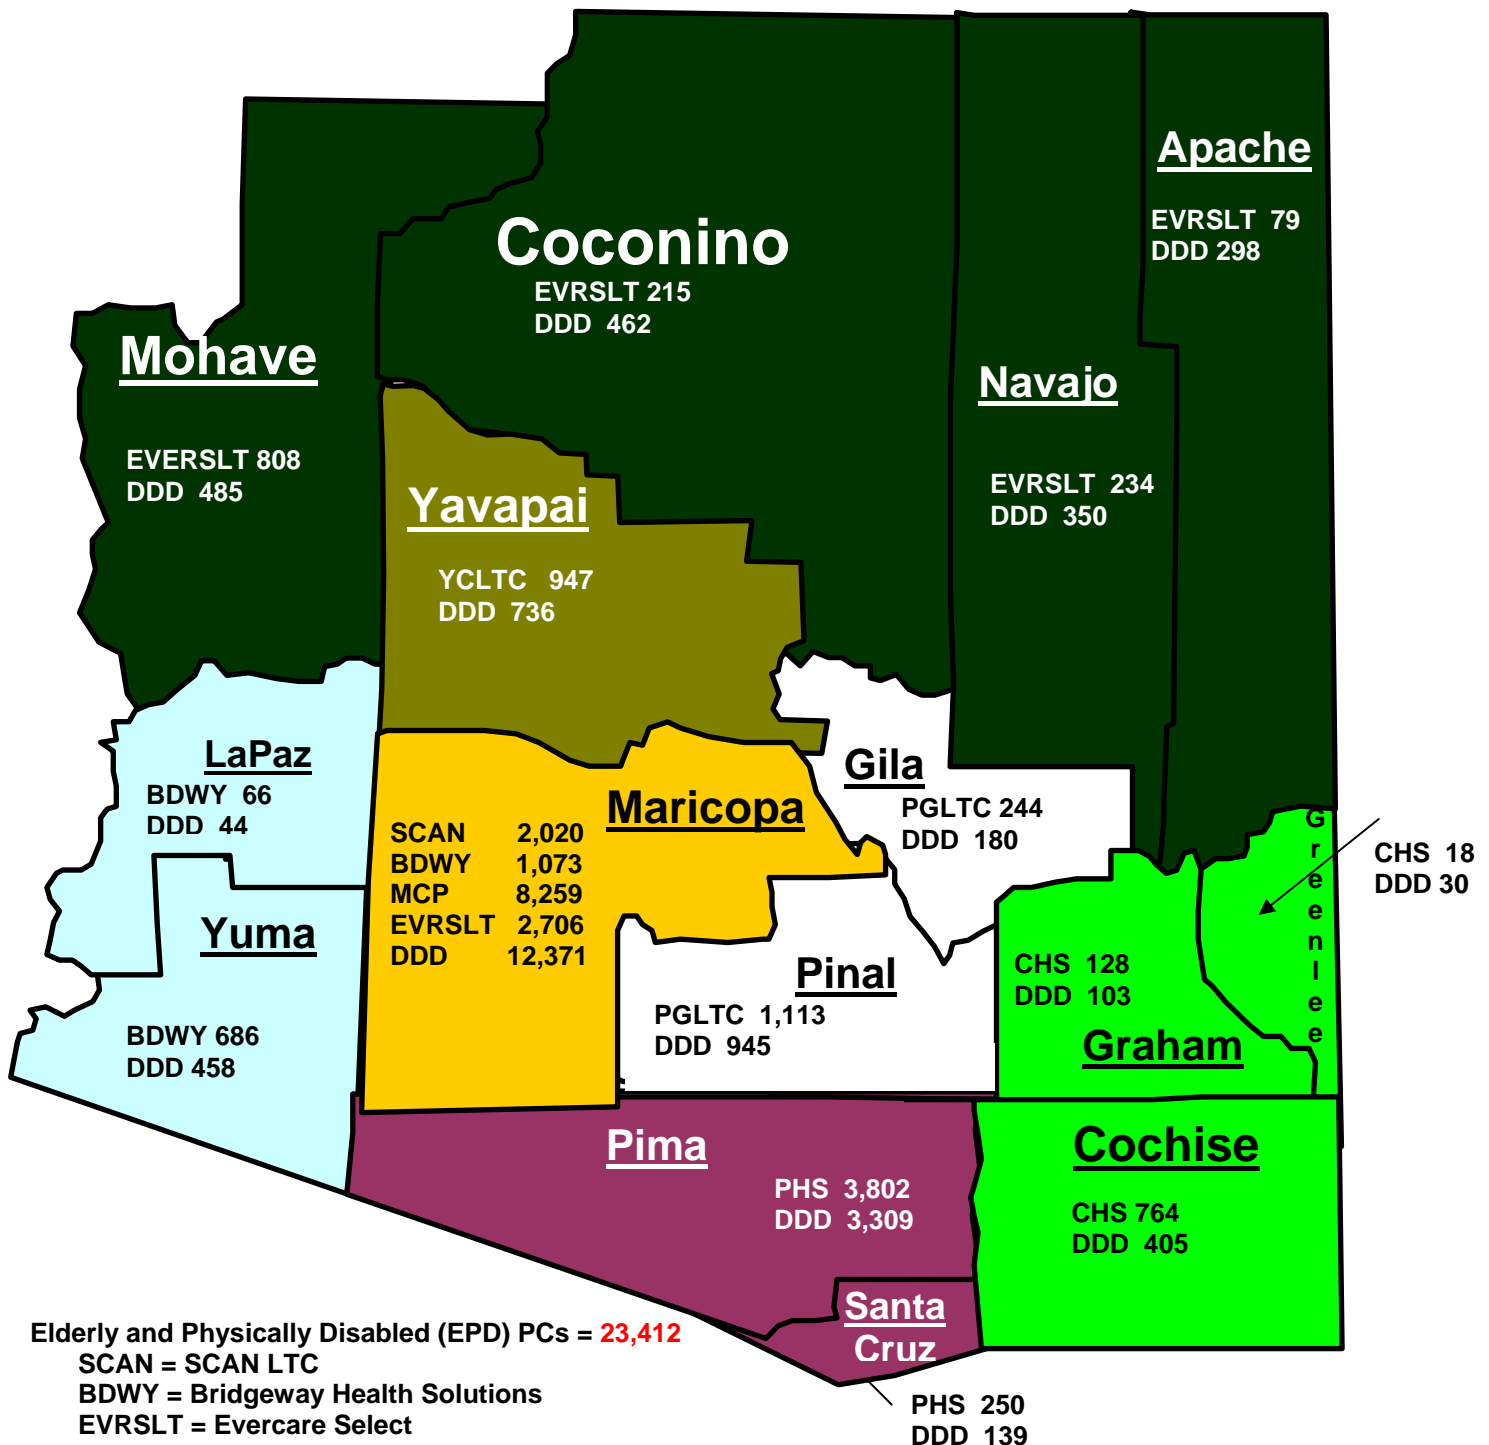 Apache
EVRSLT 79
DDD 298
Coconino
EVRSLT 215
DDD 462
Mohave
EVERSLT 808
DDD 485
Navajo
EVRSLT 234
DDD 350
Yavapai
YCLTC 947
DDD 736
LaPaz
BDWY 66
DDD 44
Gila
PGLTC 244
DDD 180
Maricopa
SCAN 2,020
BDWY 1,073
MCP 8,259
EVRSLT 2,706
DDD 12,371
Greenlee
CHS 18
DDD 30
Yuma
BDWY 686
DDD 458
Pinal
PGLTC 1,113
DDD 945
CHS 128
DDD 103
Graham
Pima
PHS 3,802
DDD 3,309
Cochise
CHS 764
DDD 405
Santa
Cruz
PHS 250
DDD 139
Elderly and Physically Disabled (EPD) PCs = 23,412
SCAN = SCAN LTC
BDWY = Bridgeway Health Solutions
EVRSLT = Evercare Select